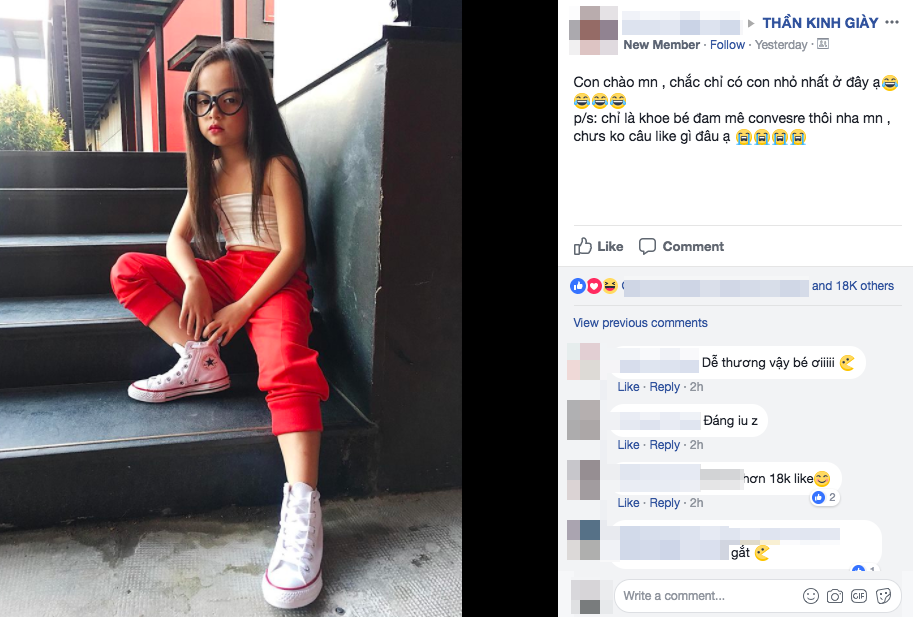 THẦN KINH GIÀY
New Member · Follow · Yesterday ·
Con chào mn , chắc chỉ có con nhỏ nhất ở đây ạ😂
😂😂😂
p/s: chỉ là khoe bé đam mê convesre thôi nha mn ,
chưs ko câu like gì đâu ạ 😭😭😭😭
Like Comment
and 18K others
View previous comments
Dễ thương vậy bé ơiiiii
Like · Reply · 2h
Đáng iu z
Like · Reply · 2h
hơn 18k like😊
2
Like · Reply · 2h
gắt
1
Write a comment...
GIF